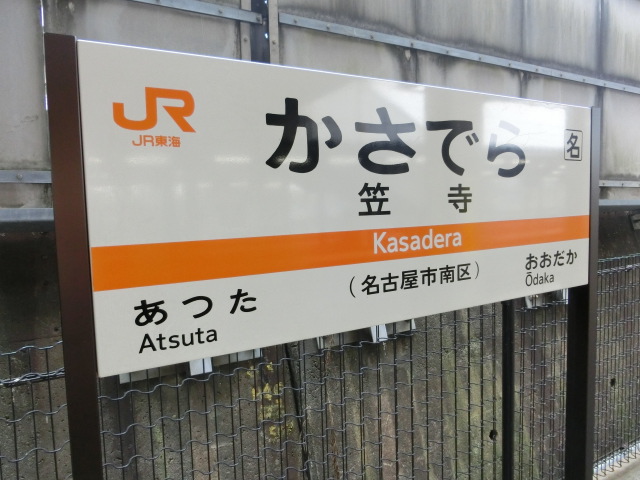 JR
JR東海
かさでら
名
笠寺
Kasadera
(名古屋市南区)
あつた
Atsuta
おおだか
Ōdaka